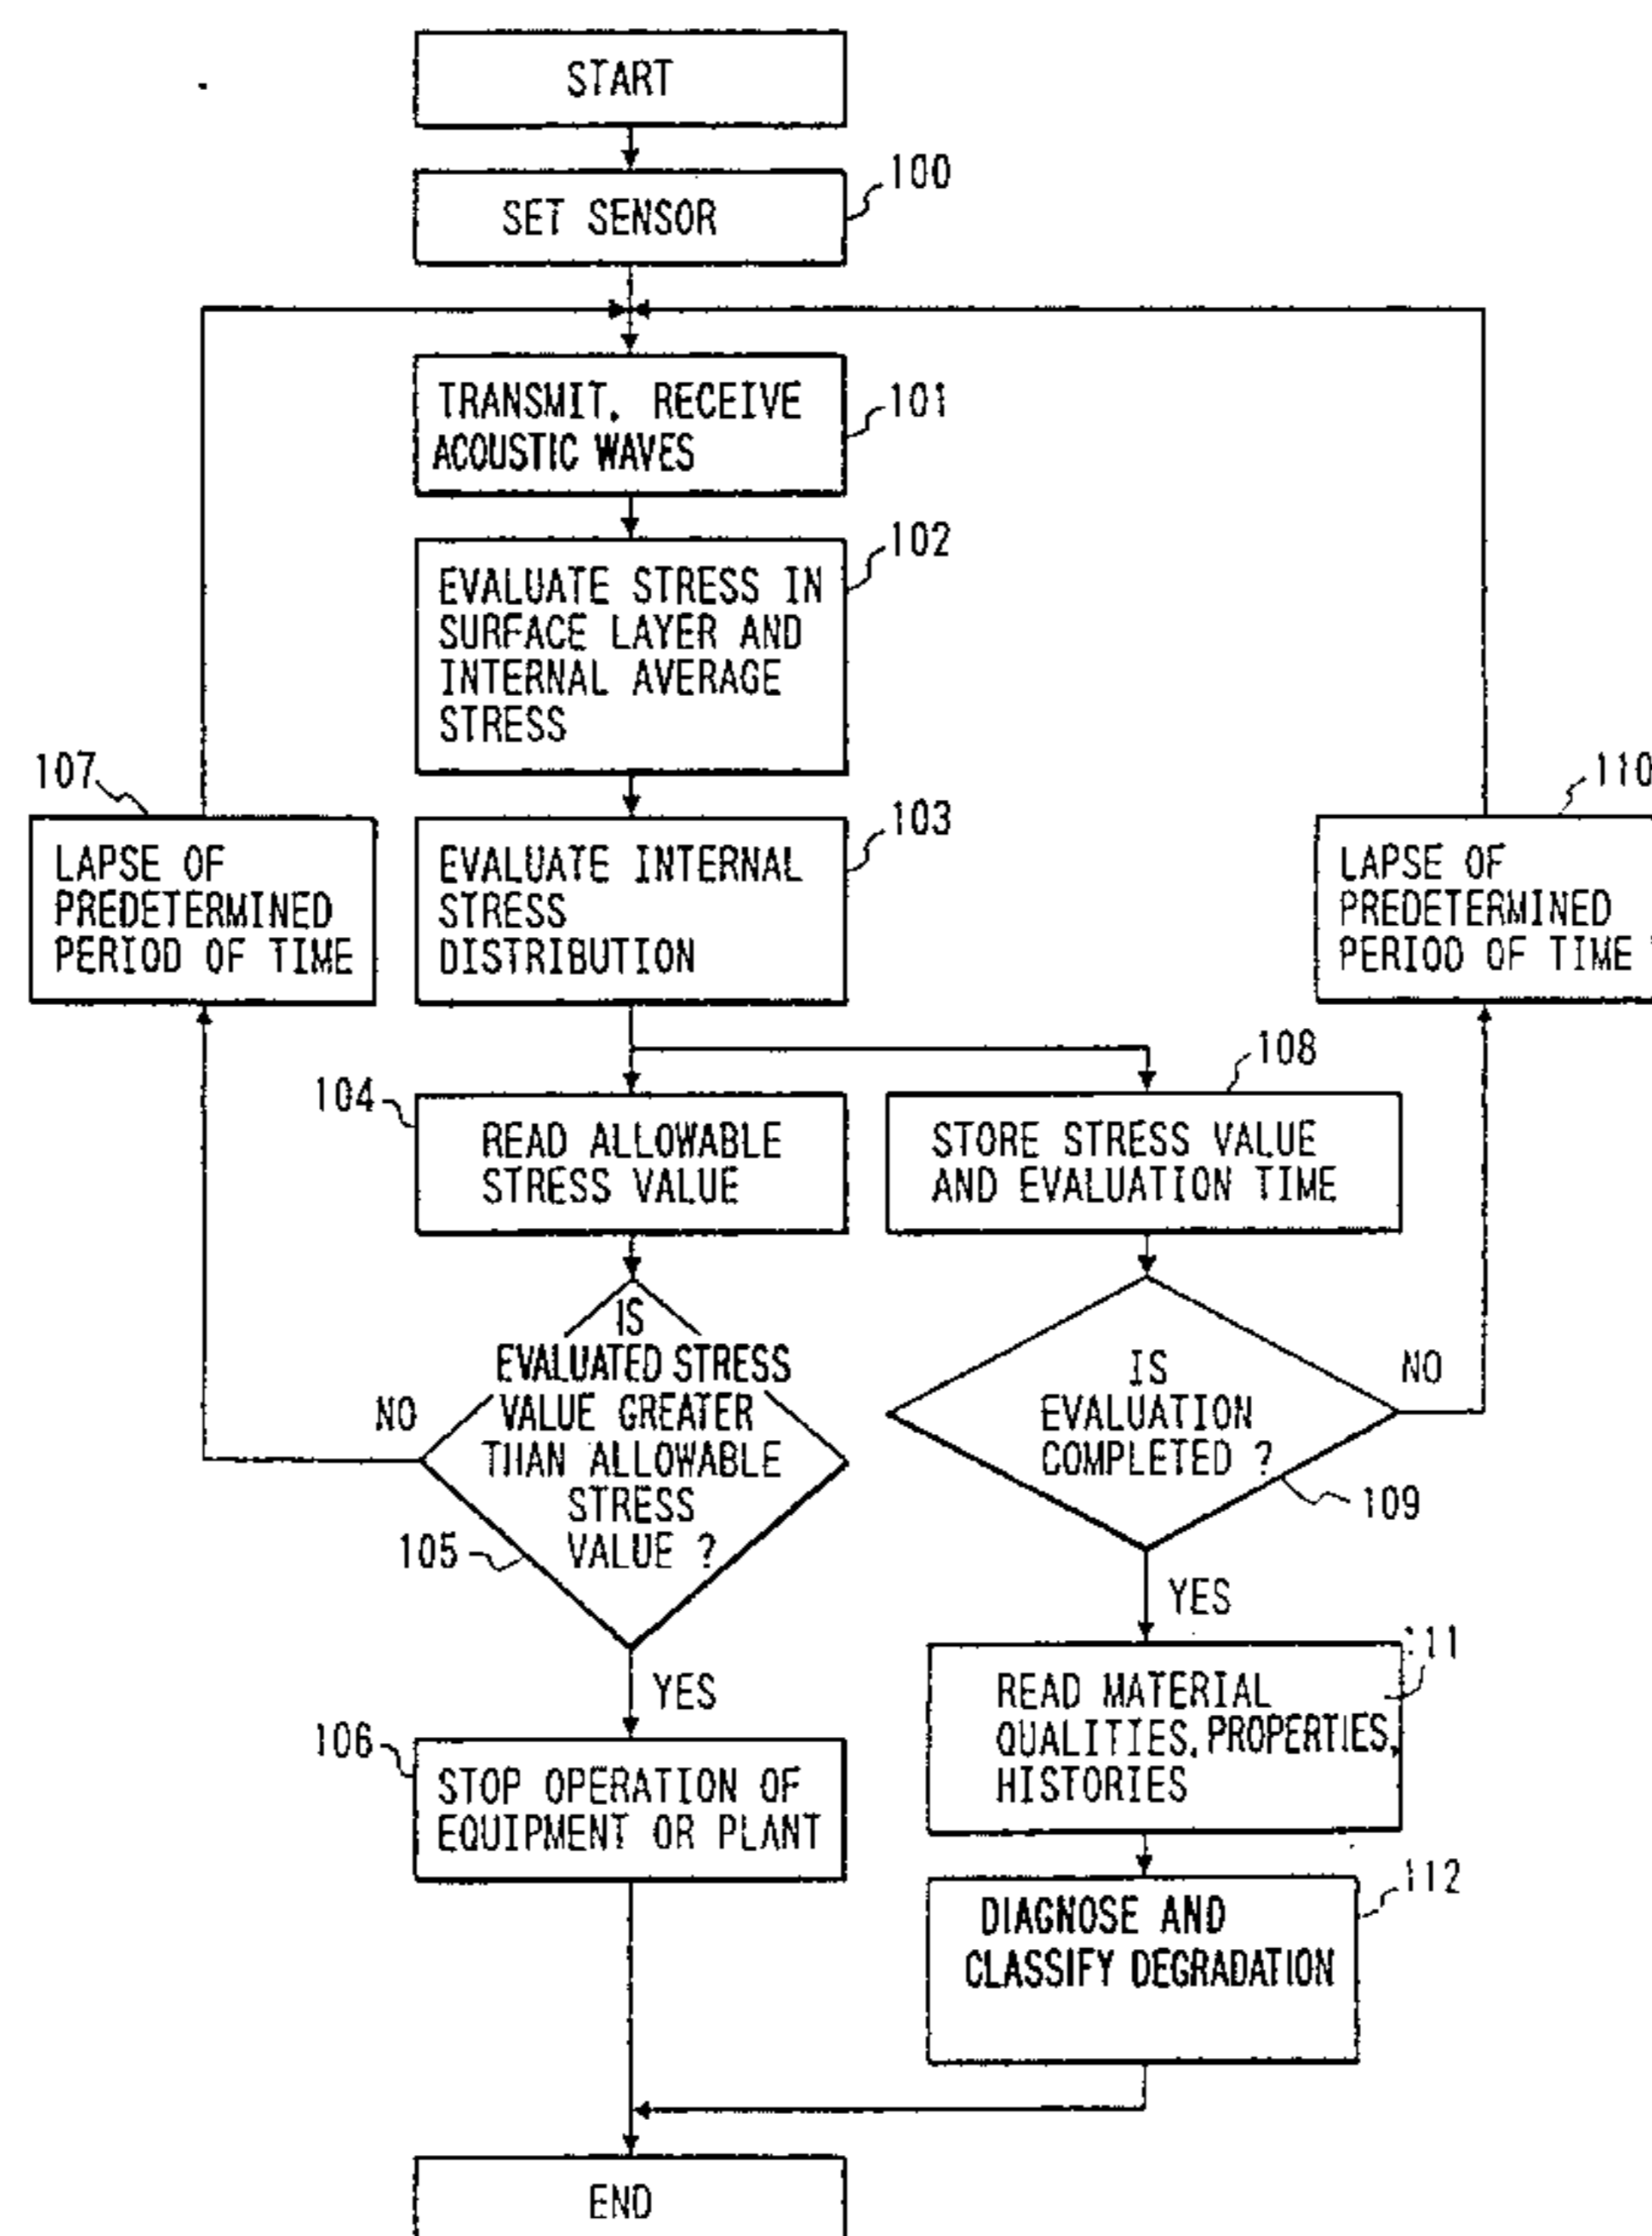 START
100
SET SENSOR
TRANSMIT, RECEIVE
ACOUSTIC WAVES
101
102
EVALUATE STRESS IN
SURFACE LAYER AND
INTERNAL AVERAGE
STRESS
107
LAPSE OF
PREDETERMINED
PERIOD OF TIME
103
EVALUATE INTERNAL
STRESS
DISTRIBUTION
110
LAPSE OF
PREDETERMINED
PERIOD OF TIME
104
READ ALLOWABLE
STRESS VALUE
108
STORE STRESS VALUE
AND EVALUATION TIME
IS
EVALUATED STRESS
VALUE GREATER
THAN ALLOWABLE
STRESS
VALUE ?
NO
105
YES
IS
EVALUATION
COMPLETED ?
NO
109
YES
106
STOP OPERATION OF
EQUIPMENT OR PLANT
111
READ MATERIAL
QUALITIES, PROPERTIES,
HISTORIES
112
DIAGNOSE AND
CLASSIFY DEGRADATION
END